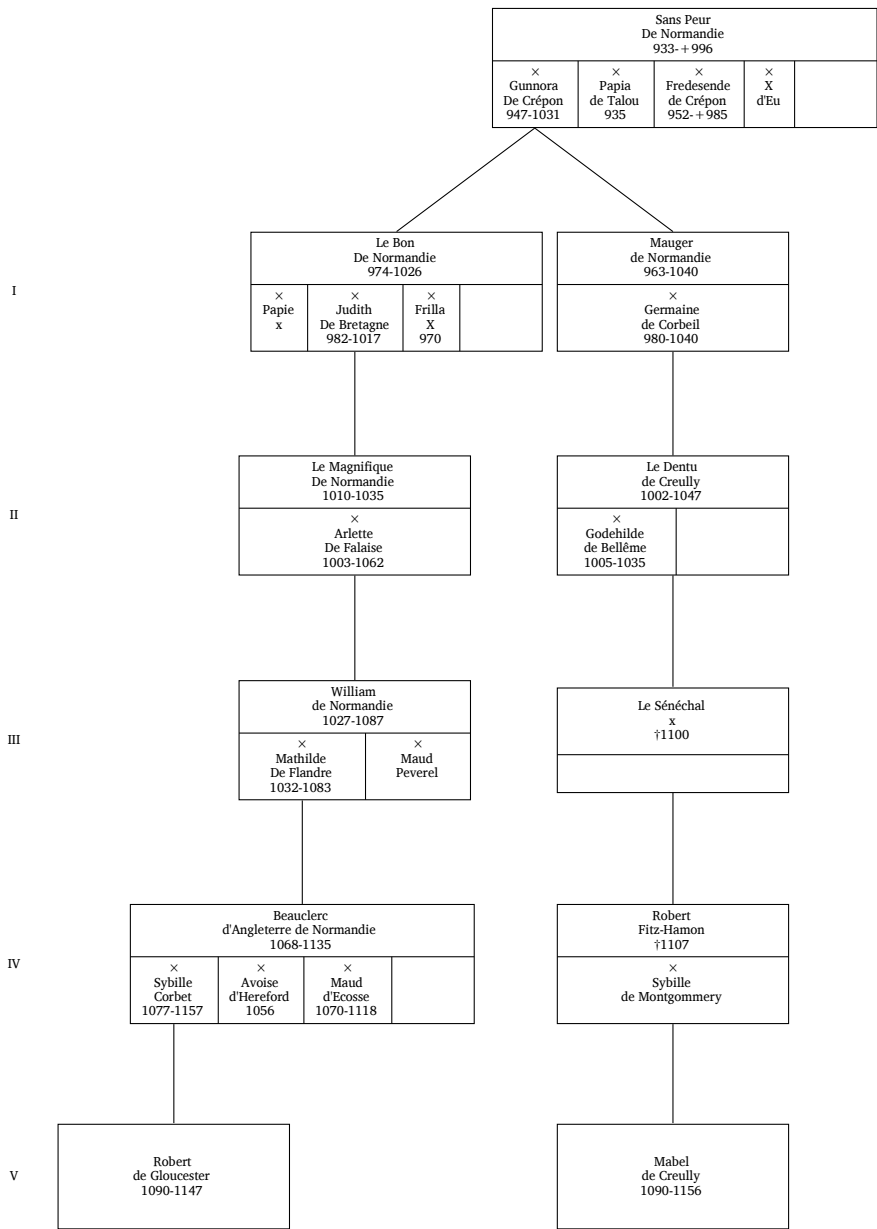 Sans Peur
De Normandie
933-+996
×
Gunnora
De Crépon
947-1031
×
Papia
de Talou
935
×
Fredesende
de Crépon
952-+985
×
X
d'Eu
I
Le Bon
De Normandie
974-1026
×
Papie
x
×
Judith
De Bretagne
982-1017
×
Frilla
X
970
Mauger
de Normandie
963-1040
×
Germaine
de Corbeil
980-1040
II
Le Magnifique
De Normandie
1010-1035
×
Arlette
De Falaise
1003-1062
Le Dentu
de Creully
1002-1047
×
Godehilde
de Bellême
1005-1035
III
William
de Normandie
1027-1087
×
Mathilde
De Flandre
1032-1083
×
Maud
Peverel
Le Sénéchal
x
†1100
IV
Beauclerc
d'Angleterre de Normandie
1068-1135
×
Sybille
Corbet
1077-1157
×
Avoise
d'Hereford
1056
×
Maud
d'Ecosse
1070-1118
Robert
Fitz-Hamon
†1107
×
Sybille
de Montgommery
V
Robert
de Gloucester
1090-1147
Mabel
de Creully
1090-1156